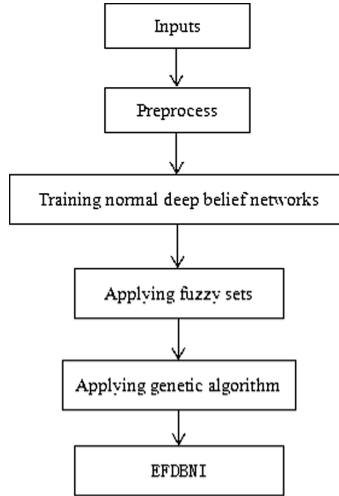 Inputs
Preprocess
Training normal deep belief networks
Applying fuzzy sets
Applying genetic algorithm
EFDBNI